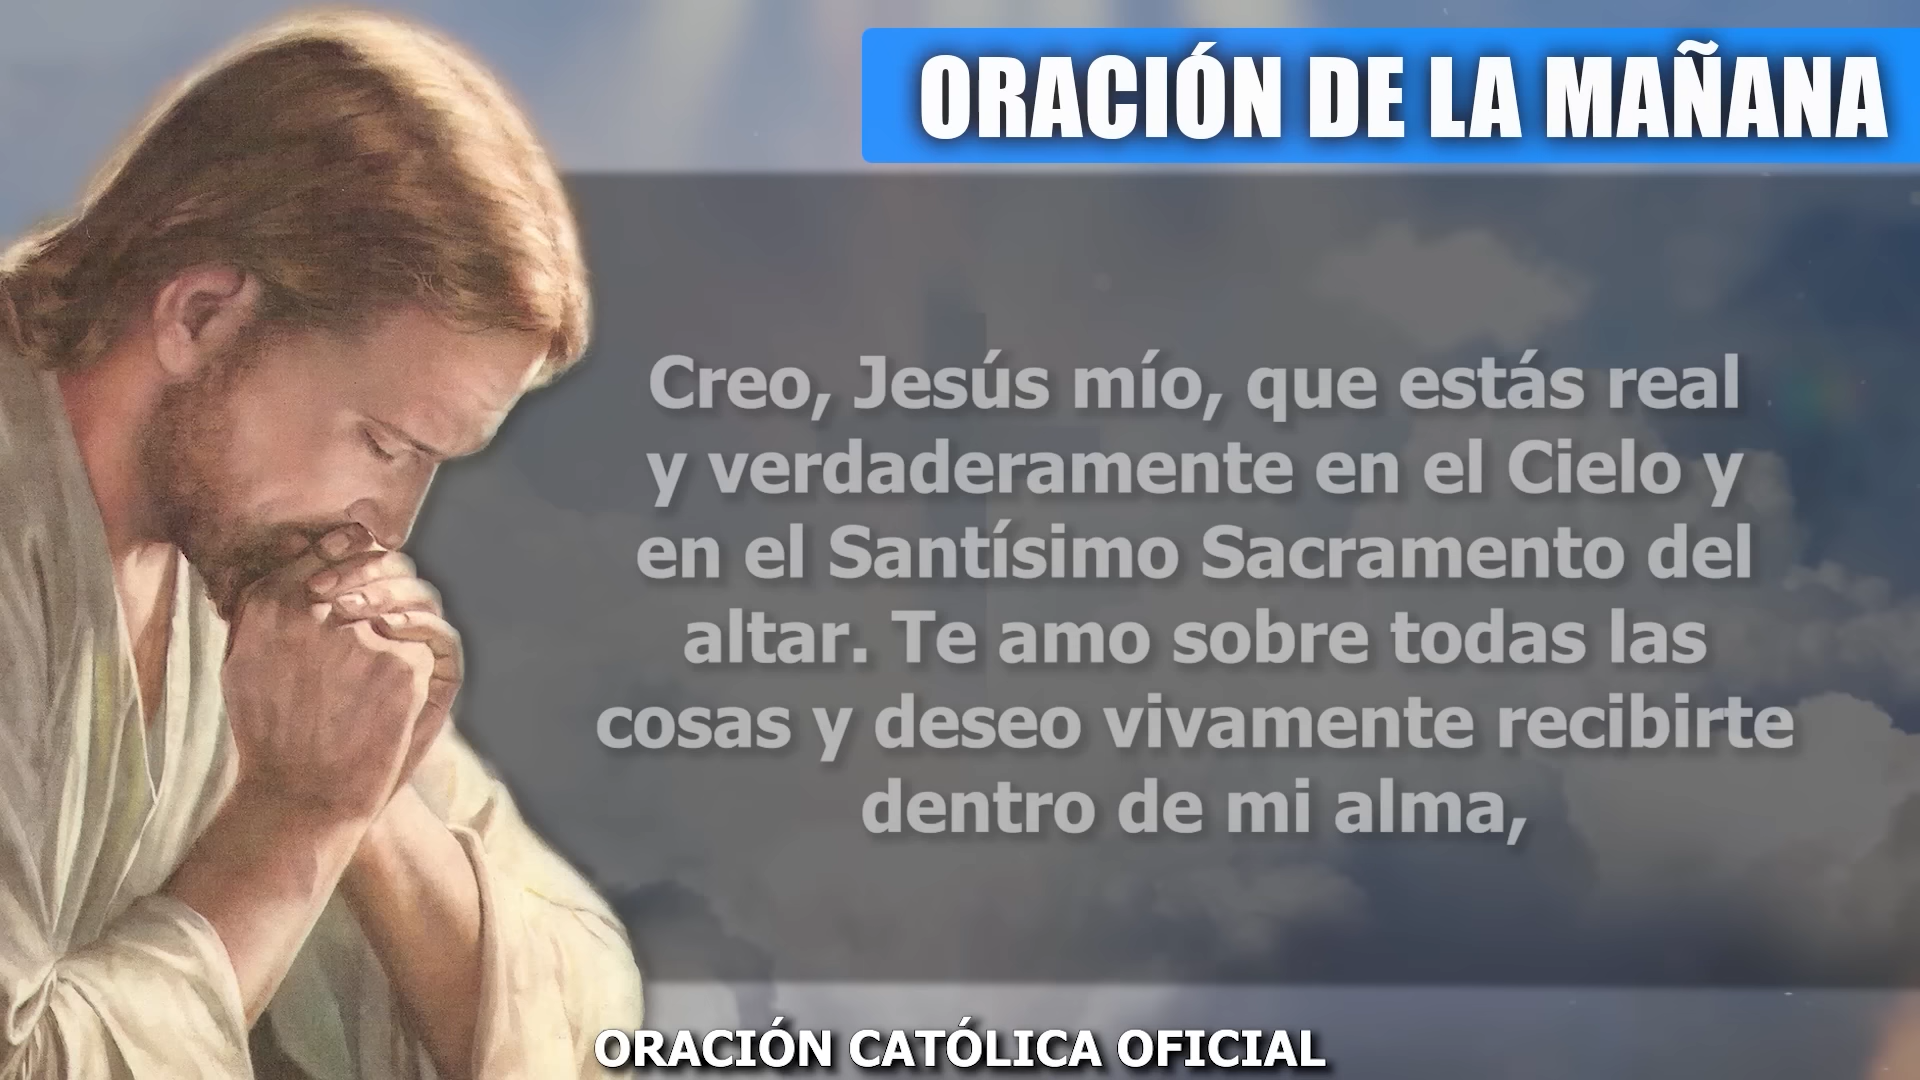 ORACIÓN DE LA MAÑANA
Creo, Jesús mío, que estás real
y verdaderamente en el Cielo y
en el Santísimo Sacramento del
altar. Te amo sobre todas las
cosas y deseo vivamente recibirte
dentro de mi alma,
ORACIÓN CATÓLICA OFICIAL